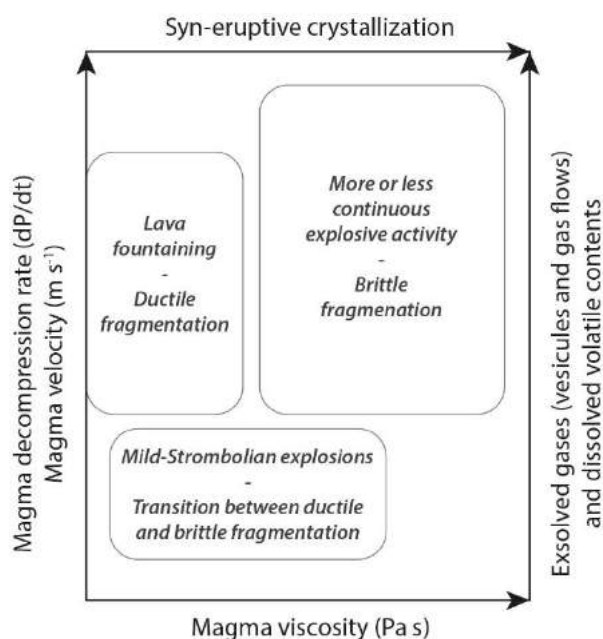 Syn-eruptive crystallization
Magma decompression rate (dP/dt)
Magma velocity (m s⁻¹)
Lava
fountaining
-
Ductile
fragmentation
More or less
continuous
explosive activity
-
Brittle
fragmenation
Mild-Strombolian explosions
-
Transition between ductile
and brittle fragmentation
Exsolved gases (vesicules and gas flows)
and dissolved volatile contents
Magma viscosity (Pa s)